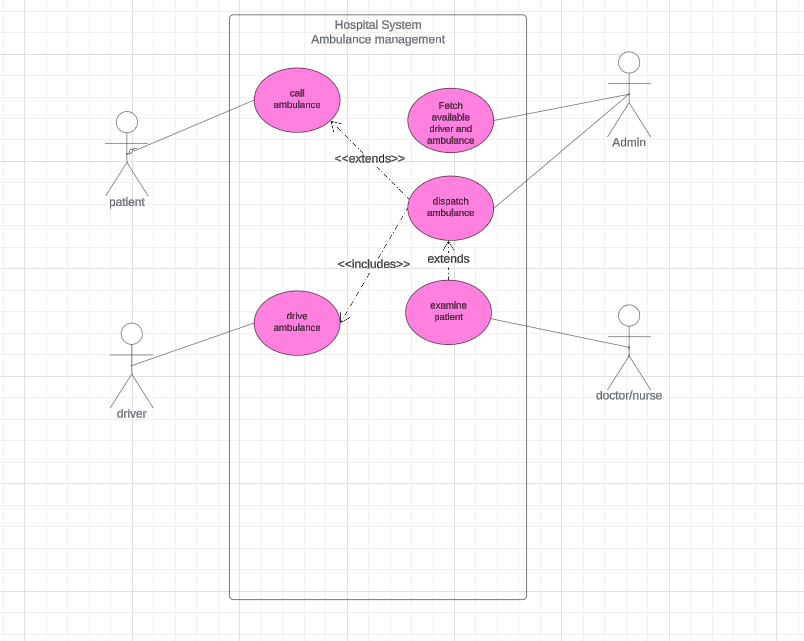 Hospital System
Ambulance management
call
ambulance
Fetch
available
driver and
ambulance
Admin
<<extends>>
patient
dispatch
ambulance
<<includes>>
extends
drive
ambulance
examine
patient
driver
doctor/nurse